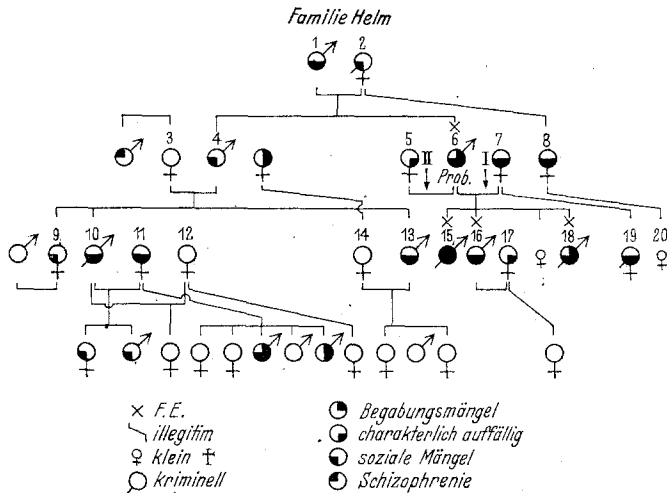 Familie Helm
1 2
3 4 5 II 6 I 7 8
Prob.
9 10 11 12 14 13 15 16 17 18 19 20
F.E.
illegitim
klein
kriminell
Begabungsmängel
charakterlich auffällig
soziale Mängel
Schizophrenie